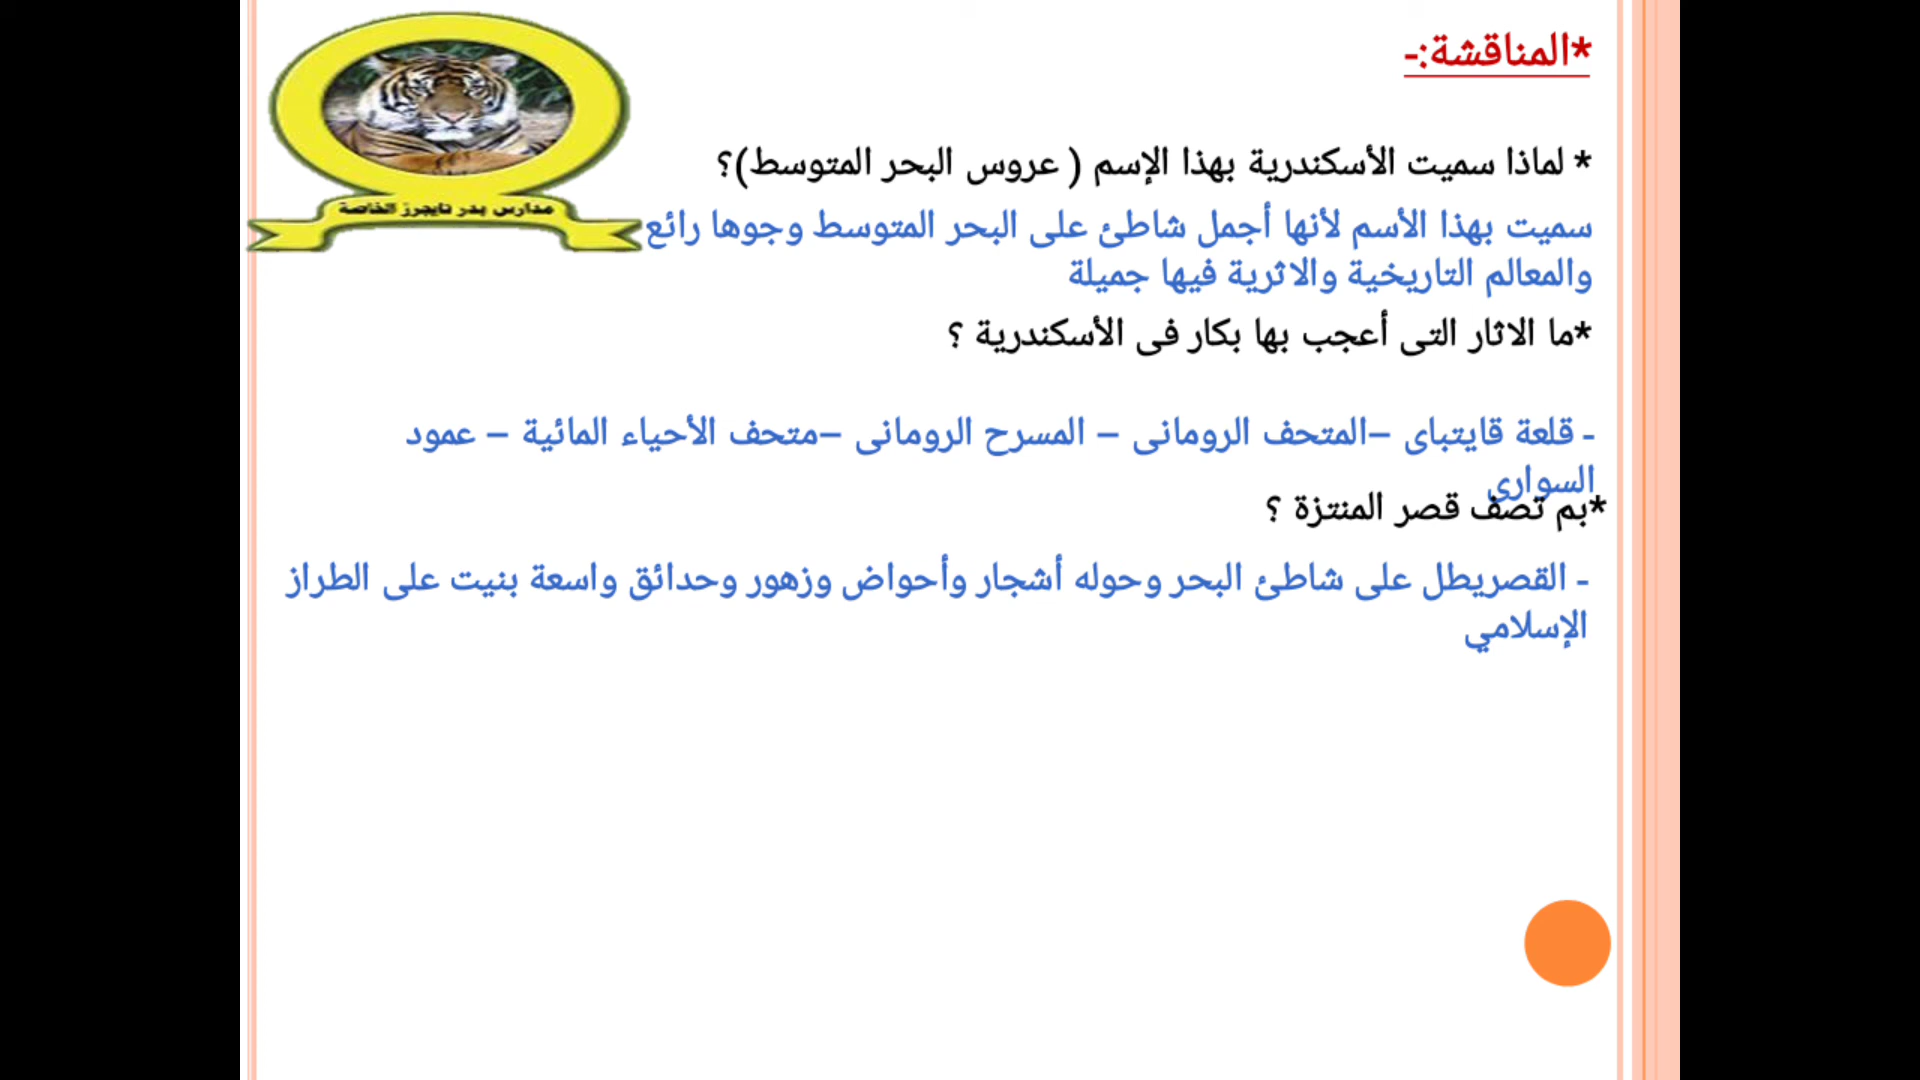 *المناقشة:-
مدارس بدر تايجرز الخاصة
* لماذا سميت الأسكندرية بهذا الإسم ( عروس البحر المتوسط)؟
سميت بهذا الأسم لأنها أجمل شاطئ على البحر المتوسط وجوها رائع
والمعالم التاريخية والاثرية فيها جميلة
*ما الاثار التى أعجب بها بكار فى الأسكندرية ؟
- قلعة قايتباى –المتحف الرومانى – المسرح الرومانى –متحف الأحياء المائية – عمود
السوارى
*بم تصف قصر المنتزة ؟
- القصريطل على شاطئ البحر وحوله أشجار وأحواض وزهور وحدائق واسعة بنيت على الطراز
الإسلامي